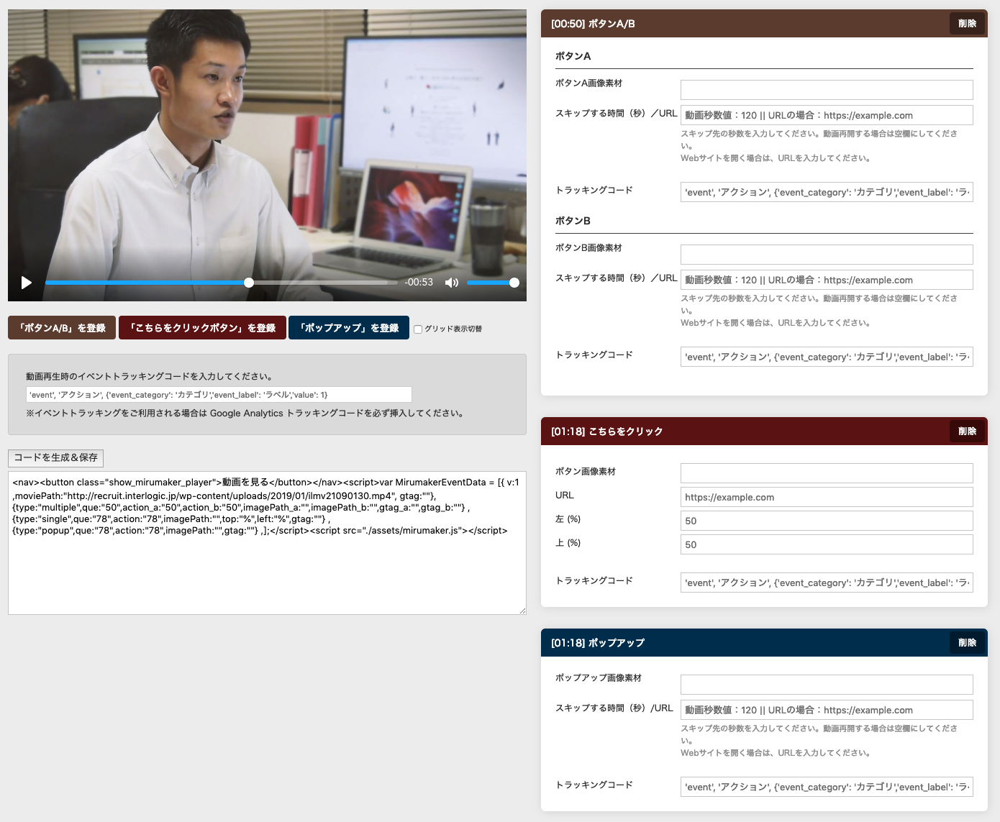 -00:53
「ボタンA/B」を登録
「こちらをクリックボタン」を登録
「ポップアップ」を登録
グリッド表示切替
動画再生時のイベントトラッキングコードを入力してください。
'event', 'アクション', {'event_category': 'カテゴリ','event_label': 'ラベル','value': 1}
※イベントトラッキングをご利用される場合は Google Analytics トラッキングコードを必ず挿入してください。
コードを生成&保存
<nav><button class="show_mirumaker_player">動画を見る</button></nav><script>var MirumakerEventData = [{ v:1
,moviePath:"http://recruit.interlogic.jp/wp-content/uploads/2019/01/ilmv21090130.mp4", gtag:""},
{type:"multiple",que:"50",action_a:"50",action_b:"50",imagePath_a:"",imagePath_b:"",gtag_a:"",gtag_b:""} ,
{type:"single",que:"78",action:"78",imagePath:"",top:"%",left:"%",gtag:""} ,
{type:"popup",que:"78",action:"78",imagePath:"",gtag:""} ,];</script><script src="./assets/mirumaker.js"></script>
[00:50] ボタンA/B
削除
ボタンA
ボタンA画像素材
スキップする時間（秒）／URL
動画秒数値：120 || URLの場合：https://example.com
スキップ先の秒数を入力してください。動画再開する場合は空欄にしてくださ
い。
Webサイトを開く場合は、URLを入力してください。
トラッキングコード
'event', 'アクション', {'event_category': 'カテゴリ','event_label': 'ラ
ボタンB
ボタンB画像素材
スキップする時間（秒）／URL
動画秒数値：120 || URLの場合：https://example.com
スキップ先の秒数を入力してください。動画再開する場合は空欄にしてくださ
い。
Webサイトを開く場合は、URLを入力してください。
トラッキングコード
'event', 'アクション', {'event_category': 'カテゴリ','event_label': 'ラ
[01:18] こちらをクリック
削除
ボタン画像素材
URL
https://example.com
左 (%)
50
上 (%)
50
トラッキングコード
'event', 'アクション', {'event_category': 'カテゴリ','event_label': 'ラ
[01:18] ポップアップ
削除
ポップアップ画像素材
スキップする時間（秒）/URL
動画秒数値：120 || URLの場合：https://example.com
スキップ先の秒数を入力してください。動画再開する場合は空欄にしてくださ
い。
Webサイトを開く場合は、URLを入力してください。
トラッキングコード
'event', 'アクション', {'event_category': 'カテゴリ','event_label': 'ラ